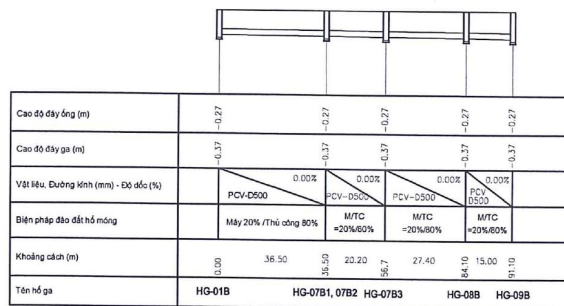 Cao độ đáy ống (m) -0.27 -0.27 -0.27 -0.27 -0.27
Cao độ đáy ga (m) -0.37 -0.37 -0.37 -0.37 -0.37
Vật liệu, Đường kính (mm) - Độ dốc (%) PCV-D500 0.00% PCV-D500 0.00% PCV-D500 0.00% PCV D500 0.00%
Biện pháp đào đất hố móng Máy 20% /Thủ công 80% M/TC =20%/80% M/TC =20%/80% M/TC =20%/80%
Khoảng cách (m) 0.00 36.50 36.50 20.20 56.7 27.40 84.10 15.00 91.10
Tên hố ga HG-01B HG-07B1, 07B2 HG-07B3 HG-08B HG-09B